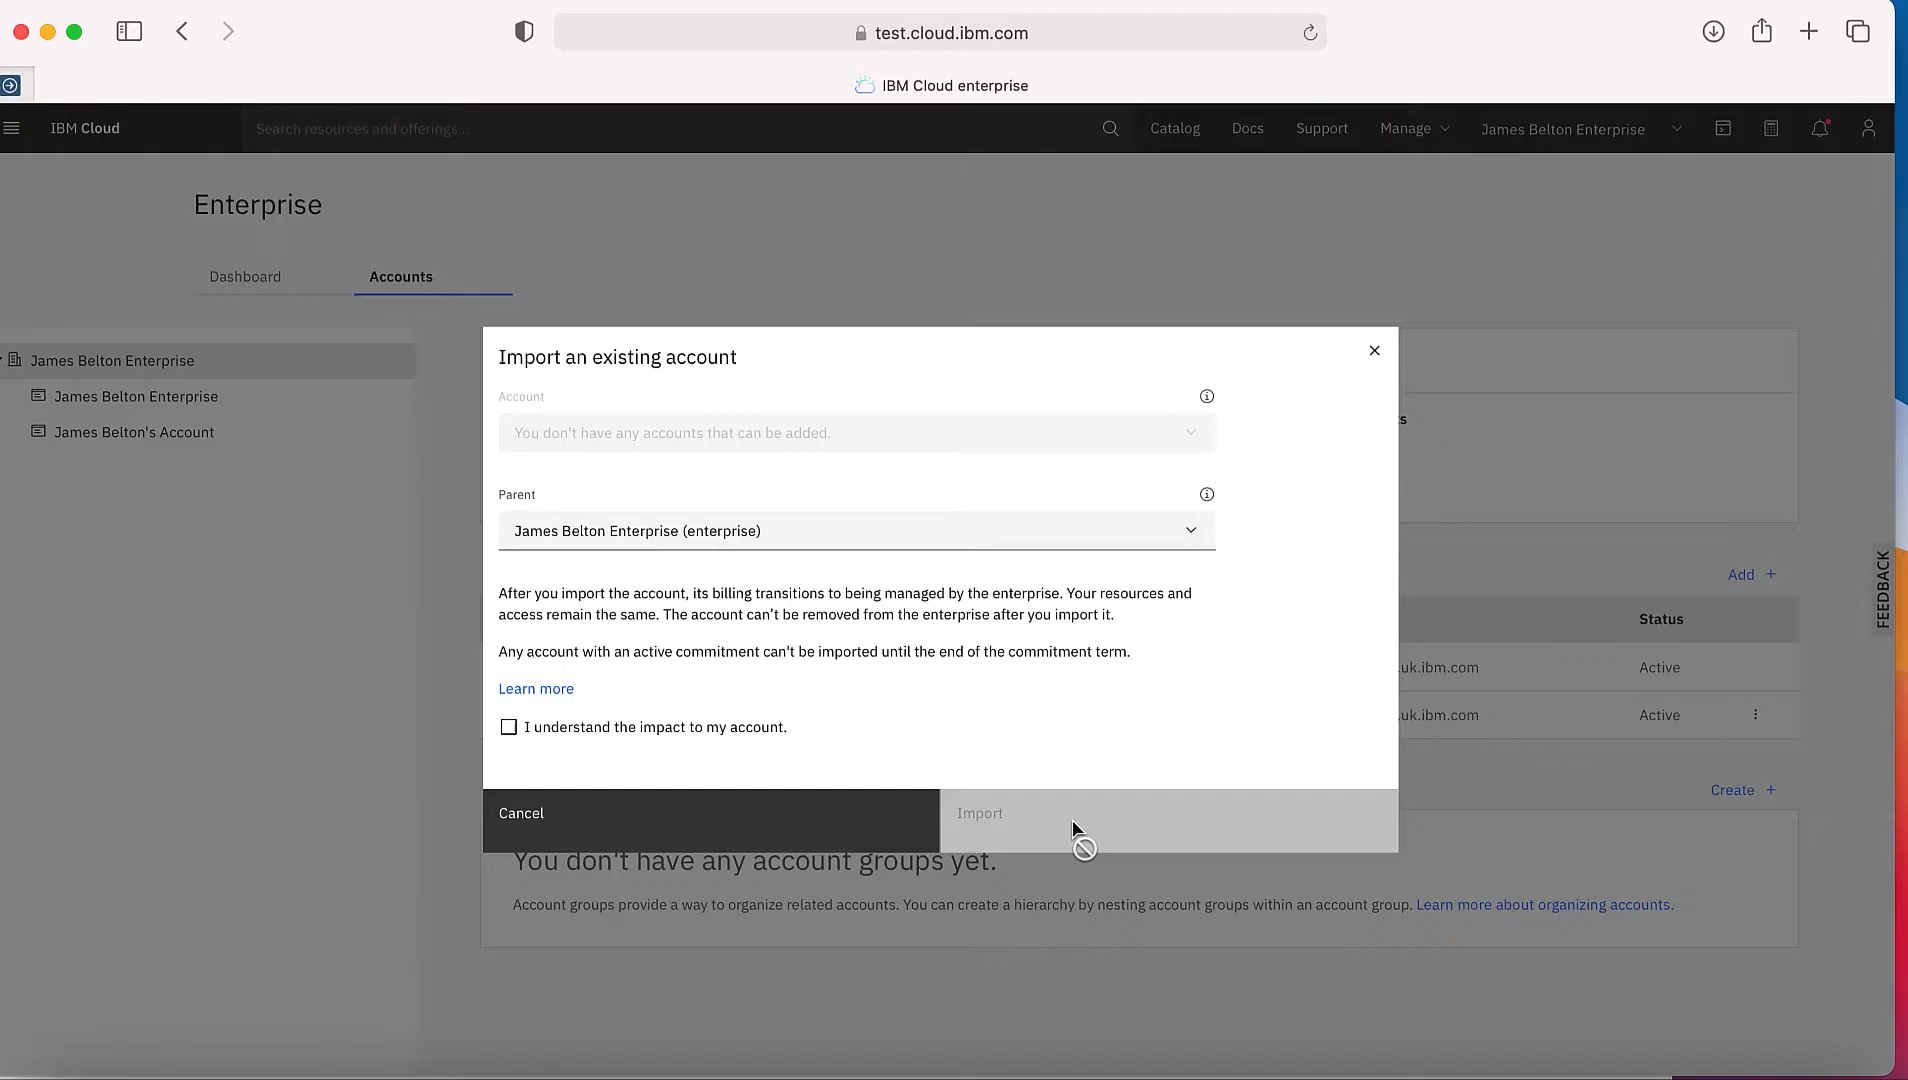 test.cloud.ibm.com
IBM Cloud enterprise
IBM Cloud
Search resources and offerings...
Catalog
Docs
Support
Manage
James Belton Enterprise
Enterprise
Dashboard
Accounts
James Belton Enterprise
James Belton Enterprise
James Belton's Account
Import an existing account
Account
You don't have any accounts that can be added.
Parent
James Belton Enterprise (enterprise)
After you import the account, its billing transitions to being managed by the enterprise. Your resources and
access remain the same. The account can't be removed from the enterprise after you import it.
Any account with an active commitment can't be imported until the end of the commitment term.
Learn more
I understand the impact to my account.
Cancel
Import
Add +
Status
.uk.ibm.com
Active
.uk.ibm.com
Active
Create +
FEEDBACK
You don't have any account groups yet.
Account groups provide a way to organize related accounts. You can create a hierarchy by nesting account groups within an account group. Learn more about organizing accounts.